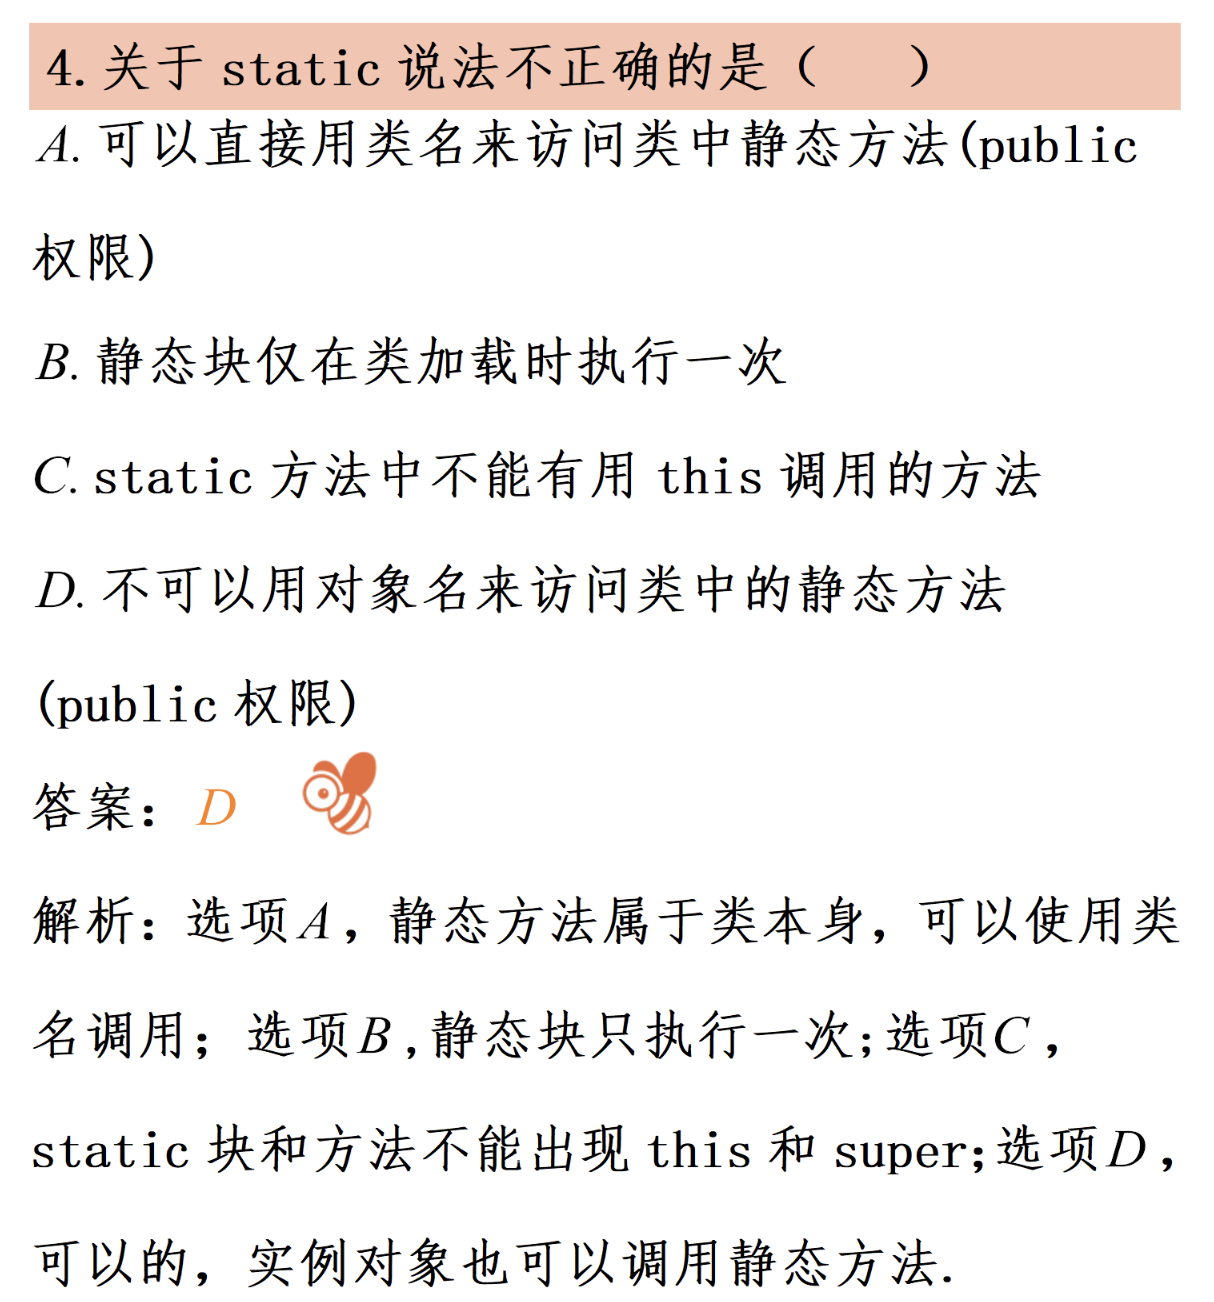 4. 关于 static 说法不正确的是（　　）
A. 可以直接用类名来访问类中静态方法(public
权限)
B. 静态块仅在类加载时执行一次
C. static 方法中不能有用 this 调用的方法
D. 不可以用对象名来访问类中的静态方法
(public 权限)
答案：D
解析：选项A，静态方法属于类本身，可以使用类
名调用；选项B,静态块只执行一次;选项C，
static 块和方法不能出现 this 和 super;选项D，
可以的，实例对象也可以调用静态方法.